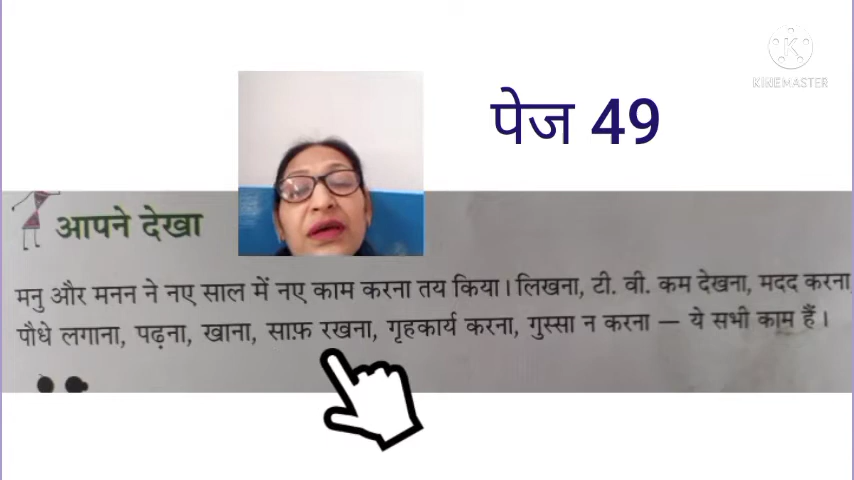 पेज 49
KINEMASTER
आपने देखा
मनु और मनन ने नए साल में नए काम करना तय किया। लिखना, टी. वी. कम देखना, मदद करना,
पौधे लगाना, पढ़ना, खाना, साफ़ रखना, गृहकार्य करना, गुस्सा न करना — ये सभी काम हैं।